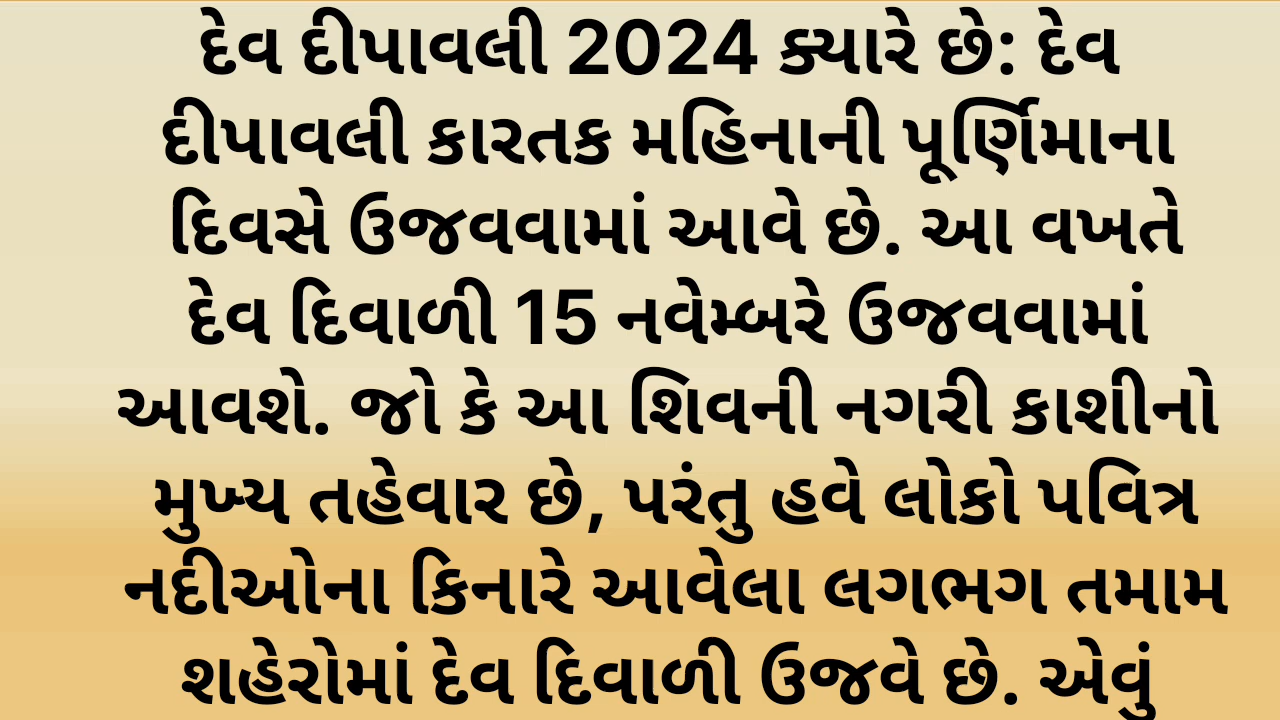 દેવ દીપાવલી 2024 ક્યારે છે: દેવ
દીપાવલી કારતક મહિનાની પૂર્ણિમાના
દિવસે ઉજવવામાં આવે છે. આ વખતે
દેવ દિવાળી 15 નવેમ્બરે ઉજવવામાં
આવશે. જો કે આ શિવની નગરી કાશીનો
મુખ્ય તહેવાર છે, પરંતુ હવે લોકો પવિત્ર
નદીઓના કિનારે આવેલા લગભગ તમામ
શહેરોમાં દેવ દિવાળી ઉજવે છે. એવું